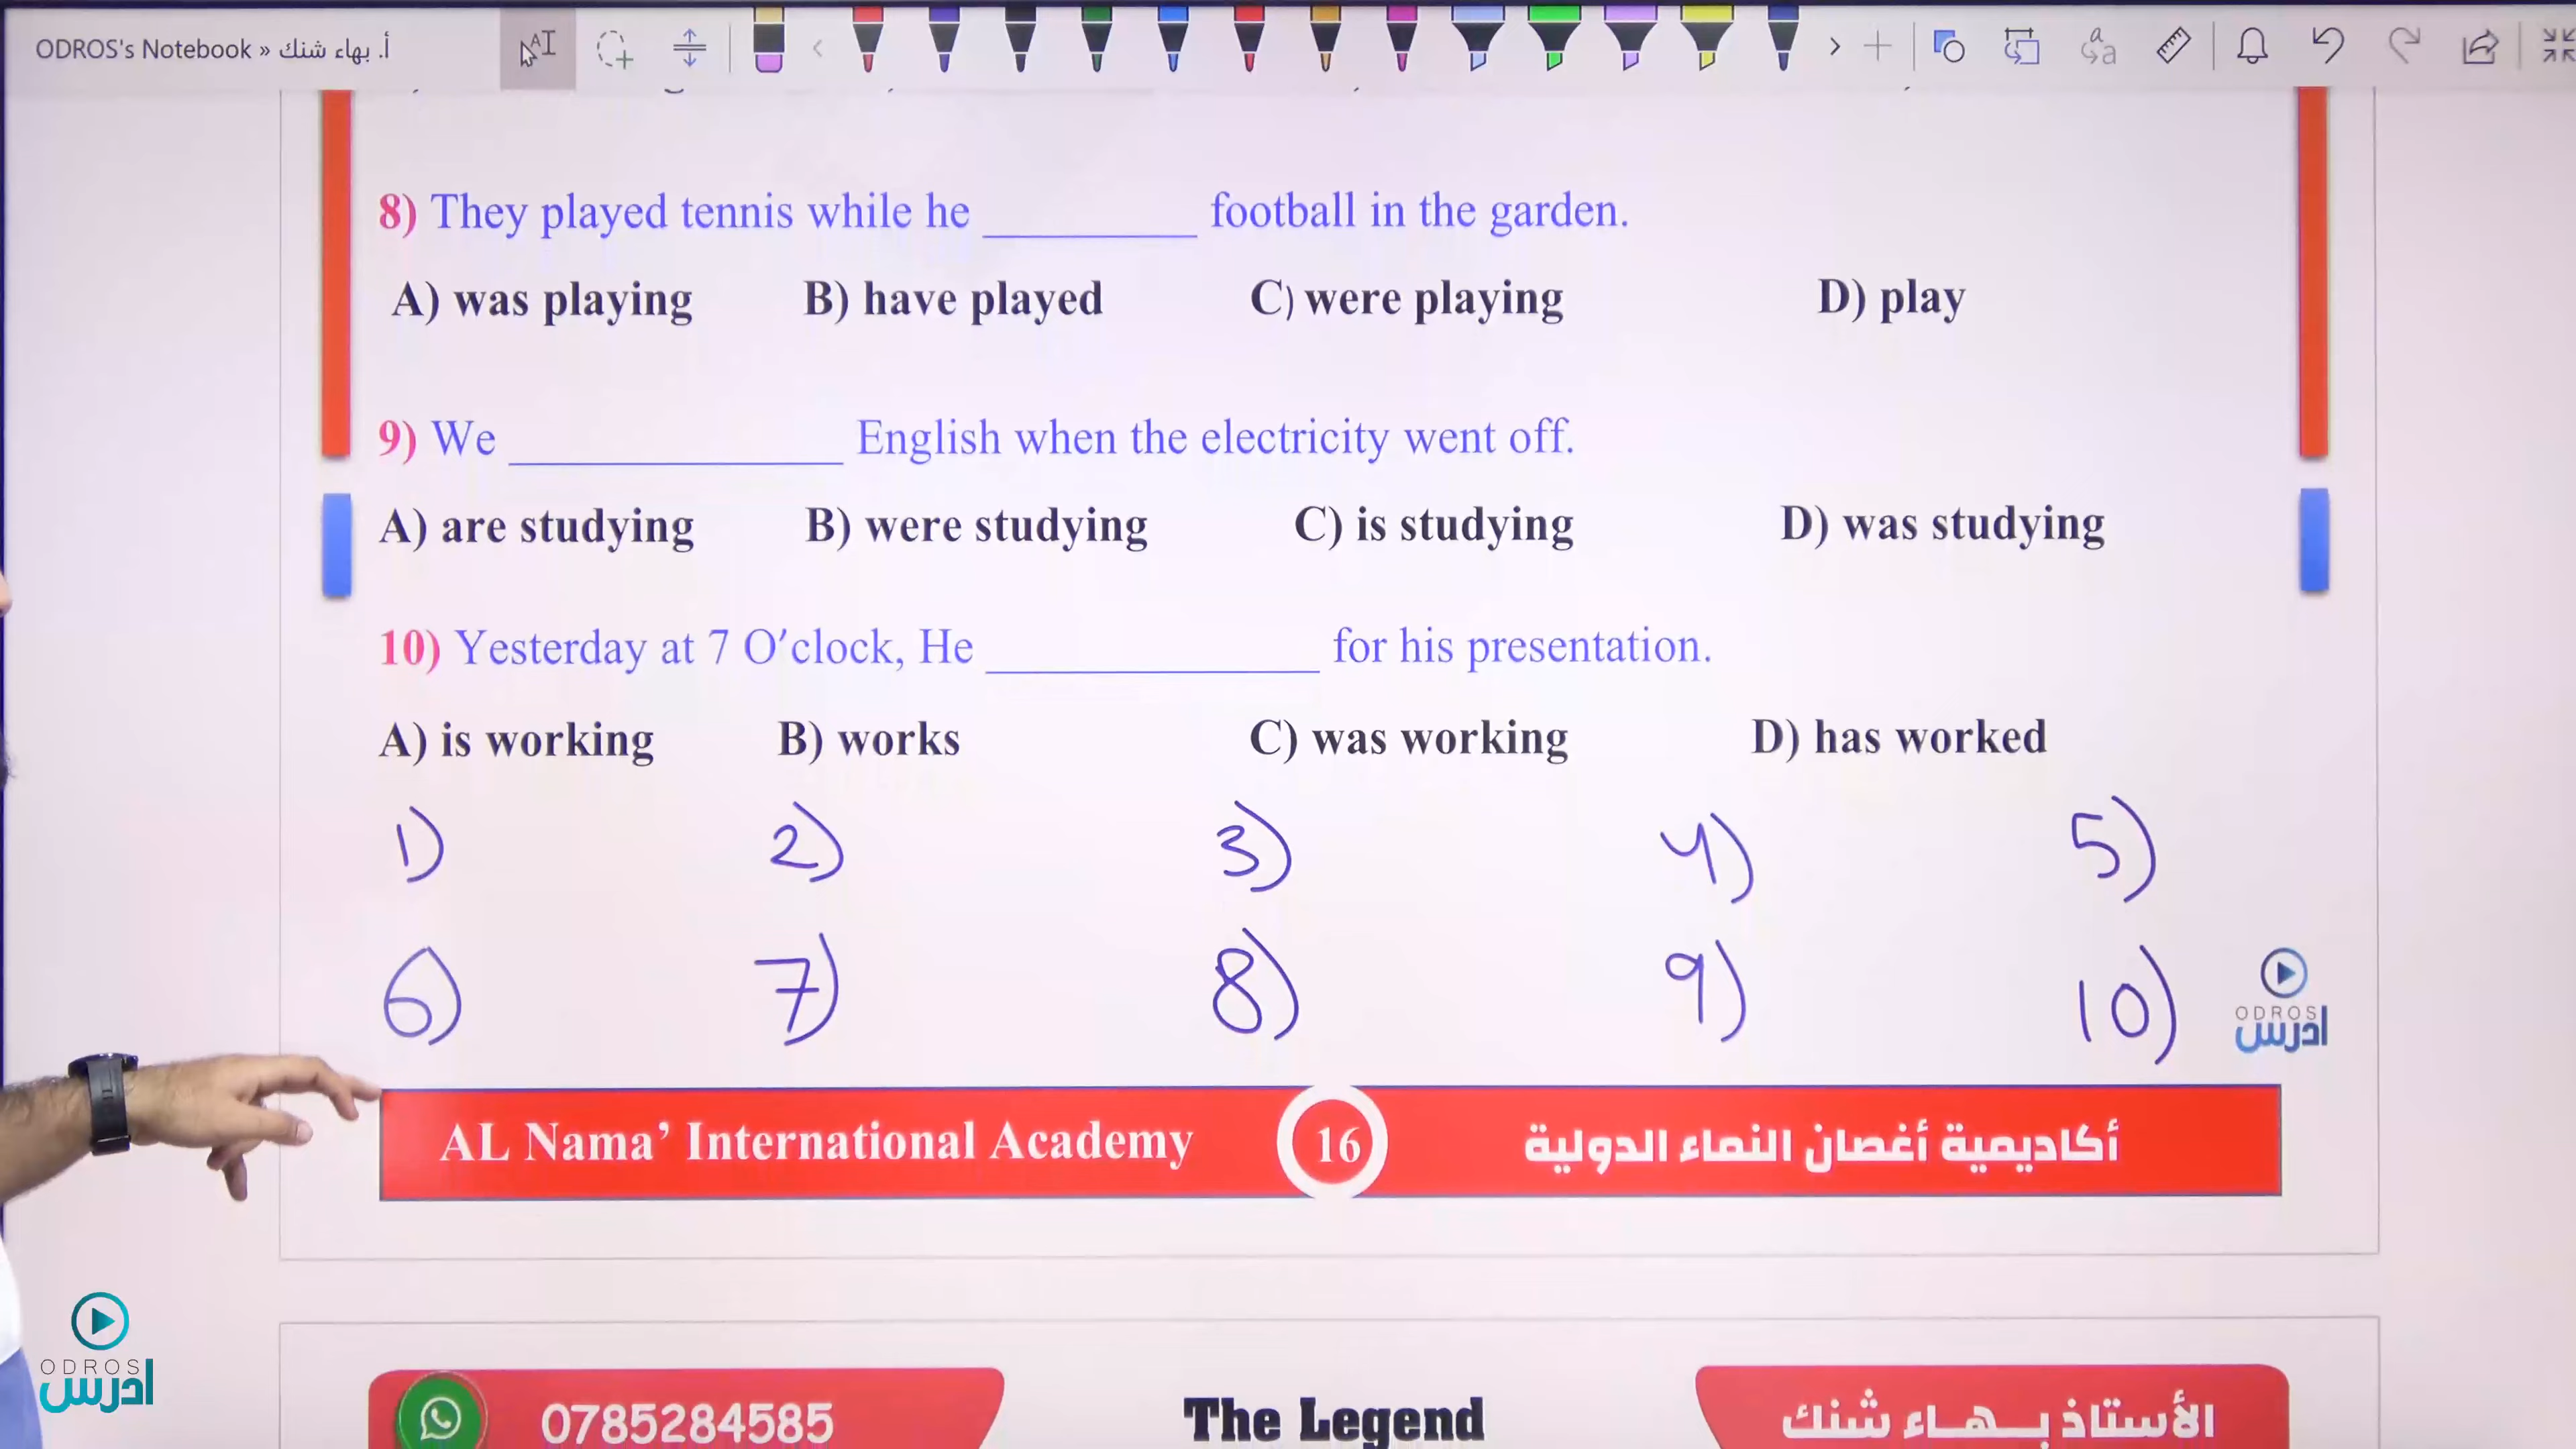 ODROS's Notebook » أ. بهاء شنك
8) They played tennis while he ________ football in the garden.
A) was playing B) have played C) were playing D) play
9) We ____________ English when the electricity went off.
A) are studying B) were studying C) is studying D) was studying
10) Yesterday at 7 O′clock, He ____________ for his presentation.
A) is working B) works C) was working D) has worked
1) 2) 3) 4) 5)
6) 7) 8) 9) 10)
ODROS
ادرس
AL Nama’ International Academy 16 أكاديمية أغصان النماء الدولية
ODROS
ادرس
0785284585 The Legend الأستاذ بهاء شنك